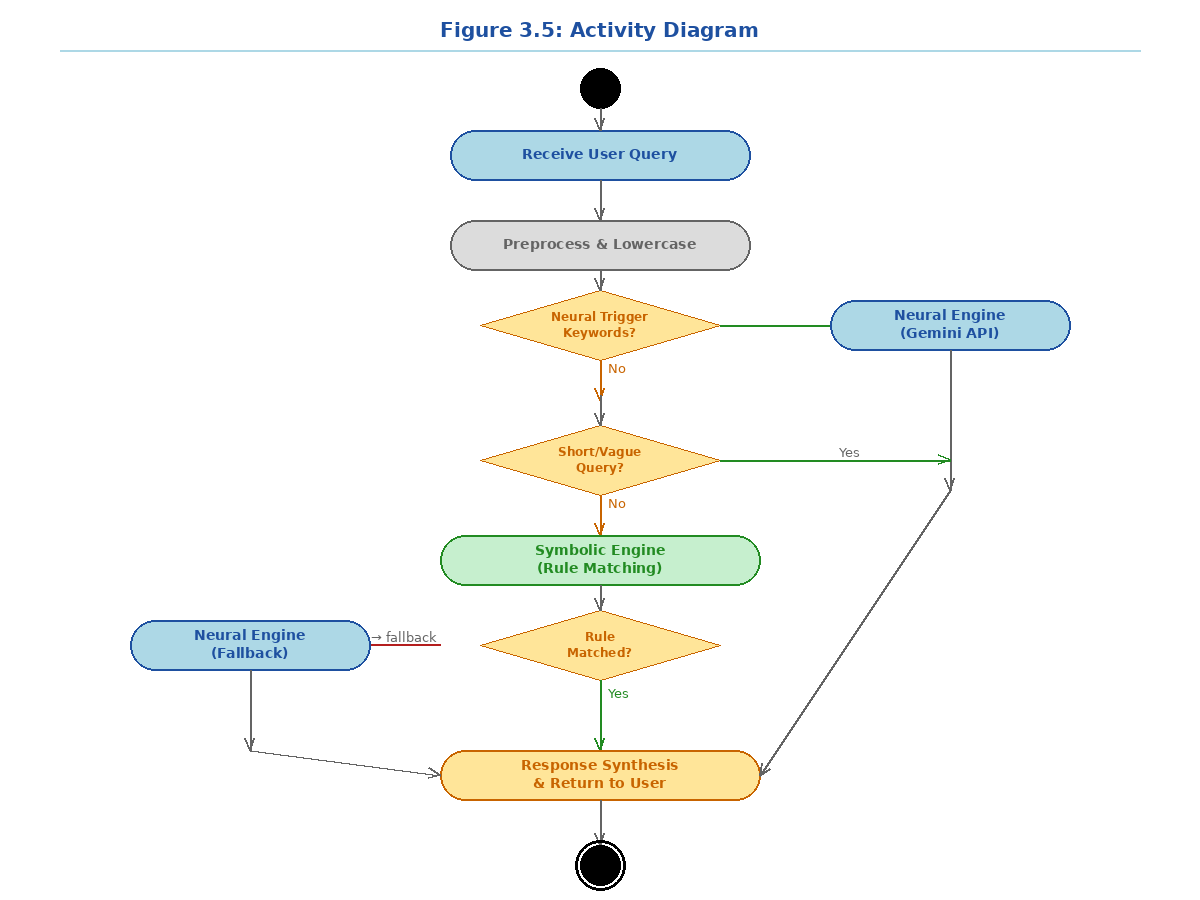 Figure 3.5: Activity Diagram
Receive User Query
Preprocess & Lowercase
Neural Trigger
Keywords?
Neural Engine
(Gemini API)
No
Short/Vague
Query?
Yes
No
Symbolic Engine
(Rule Matching)
Neural Engine
(Fallback)
→ fallback
Rule
Matched?
Yes
Response Synthesis
& Return to User